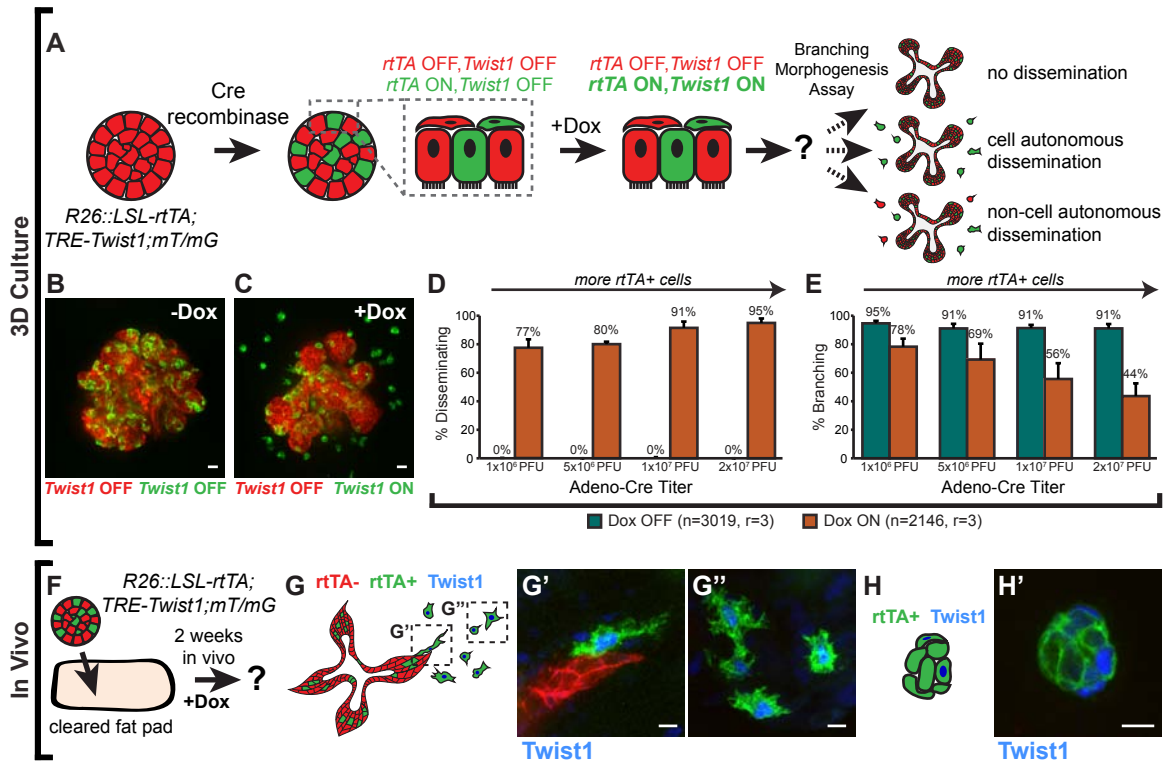 3D Culture
A
Cre
recombinase
R26::LSL-rtTA;
TRE-Twist1;mT/mG
rtTA OFF,Twist1 OFF
rtTA ON,Twist1 OFF
+Dox
rtTA OFF,Twist1 OFF
rtTA ON,Twist1 ON
?
Branching
Morphogenesis
Assay
no dissemination
cell autonomous
dissemination
non-cell autonomous
dissemination
B
-Dox
Twist1 OFF Twist1 OFF
C
+Dox
Twist1 OFF Twist1 ON
D
more rtTA+ cells
% Disseminating
100
80
60
40
20
0
0%
77%
0%
80%
0%
91%
0%
95%
1x10⁶ PFU
5x10⁶ PFU
1x10⁷ PFU
2x10⁷ PFU
Adeno-Cre Titer
E
more rtTA+ cells
% Branching
100
80
60
40
20
0
95%
78%
91%
69%
91%
56%
91%
44%
1x10⁶ PFU
5x10⁶ PFU
1x10⁷ PFU
2x10⁷ PFU
Adeno-Cre Titer
Dox OFF (n=3019, r=3)
Dox ON (n=2146, r=3)
In Vivo
F
R26::LSL-rtTA;
TRE-Twist1;mT/mG
2 weeks
in vivo
+Dox
?
cleared fat pad
G
rtTA- rtTA+ Twist1
G'
G''
G'
Twist1
G''
H
rtTA+ Twist1
H'
Twist1